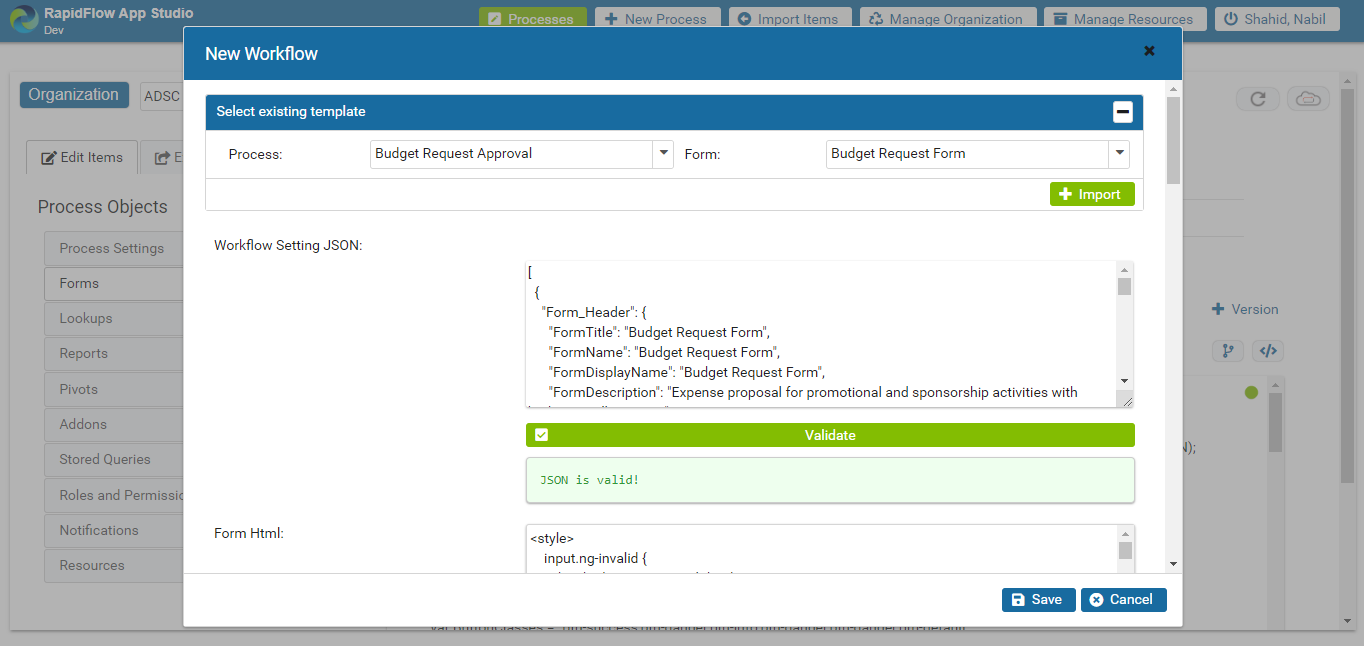 RapidFlow App Studio
Dev
Processes
New Process
Import Items
Manage Organization
Manage Resources
Shahid, Nabil
New Workflow
Organization
ADSC
Select existing template
Process:
Budget Request Approval
Form:
Budget Request Form
Edit Items
E
Import
Process Objects
Process Settings
Forms
Lookups
Reports
Pivots
Addons
Stored Queries
Roles and Permissio
Notifications
Resources
Workflow Setting JSON:
[
{
"Form_Header": {
"FormTitle": "Budget Request Form",
"FormName": "Budget Request Form",
"FormDisplayName": "Budget Request Form",
"FormDescription": "Expense proposal for promotional and sponsorship activities with
Version
Validate
JSON is valid!
Form Html:
<style>
input.ng-invalid {
Save
Cancel